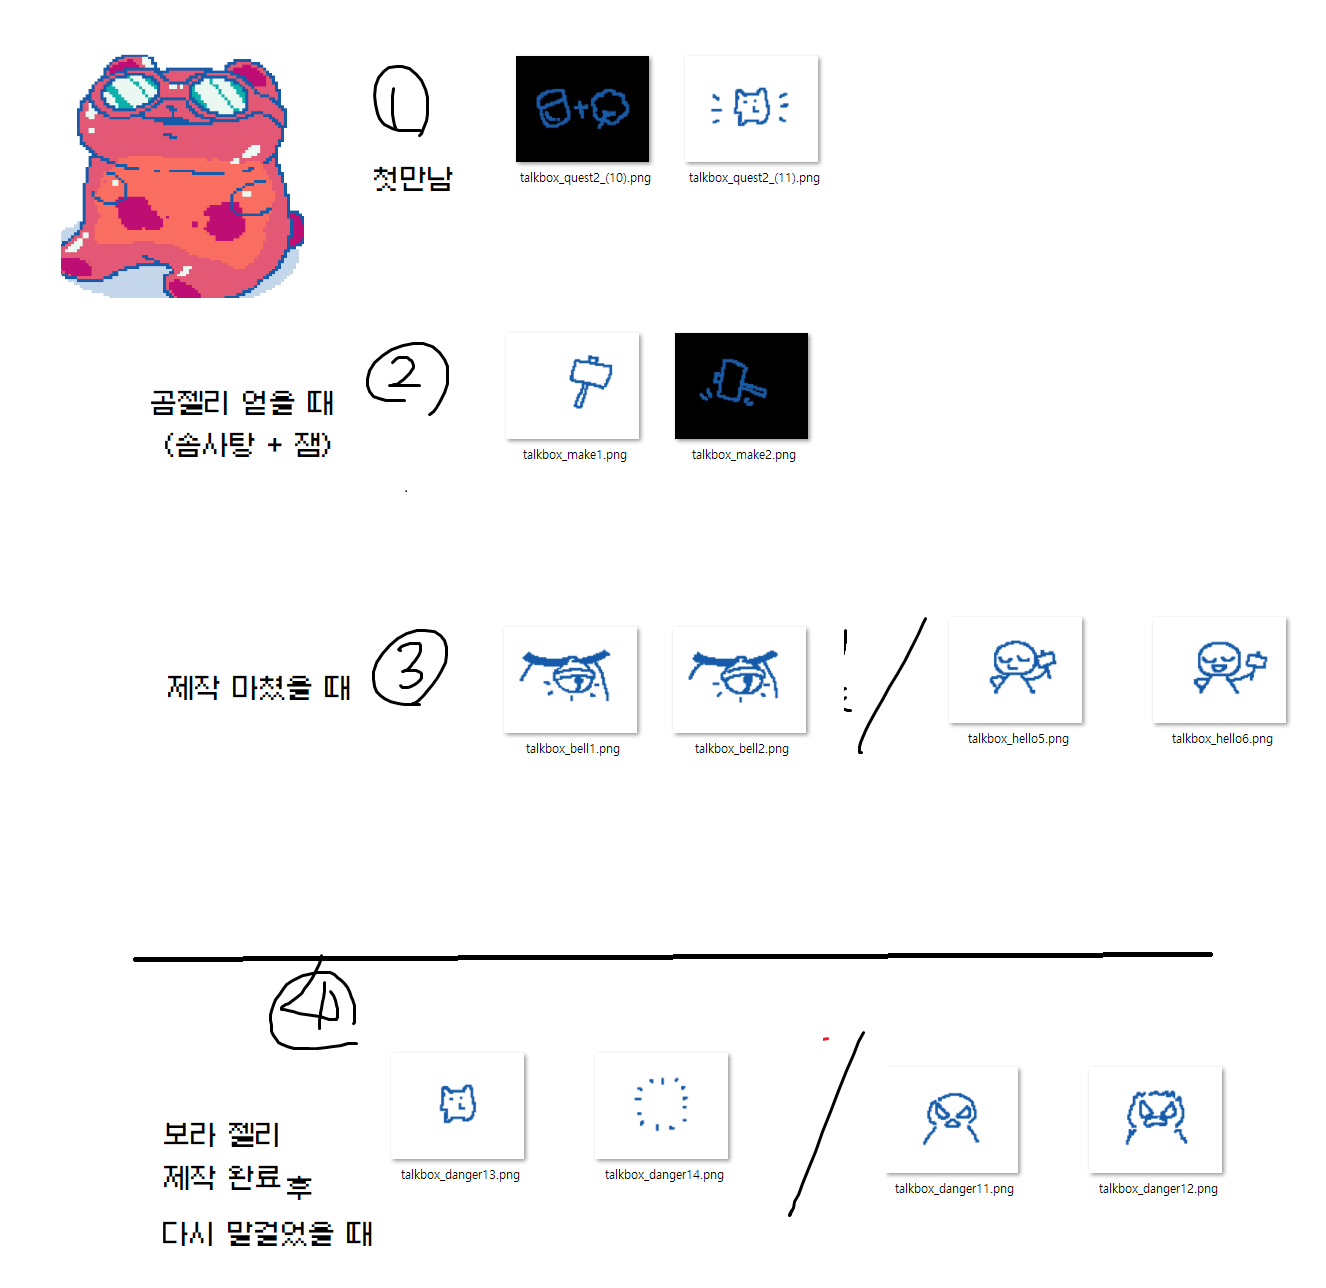 1
첫만남
talkbox_quest2_(10).png
talkbox_quest2_(11).png
2
곰젤리 얻을 때
(솜사탕 + 잼)
talkbox_make1.png
talkbox_make2.png
3
제작 마쳤을 때
talkbox_bell1.png
talkbox_bell2.png
talkbox_hello5.png
talkbox_hello6.png
4
보라 젤리
제작 완료 후
다시 말걸었을 때
talkbox_danger13.png
talkbox_danger14.png
talkbox_danger11.png
talkbox_danger12.png